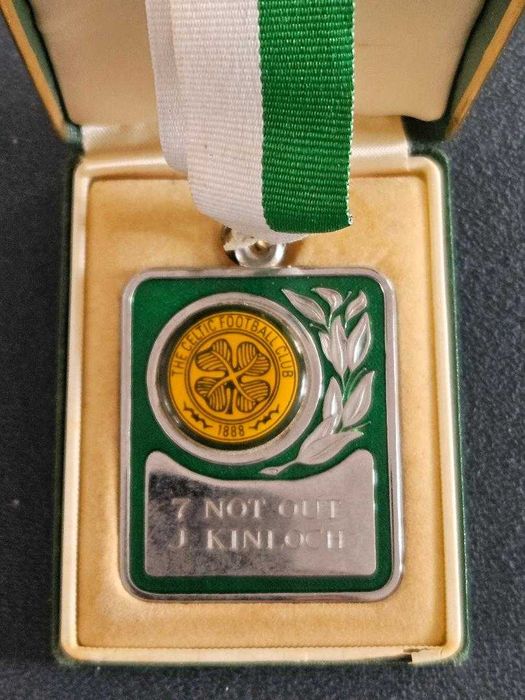 THE CELTIC FOOTBALL CLUB
1888
7 NOT OUT
J. KINLOCH